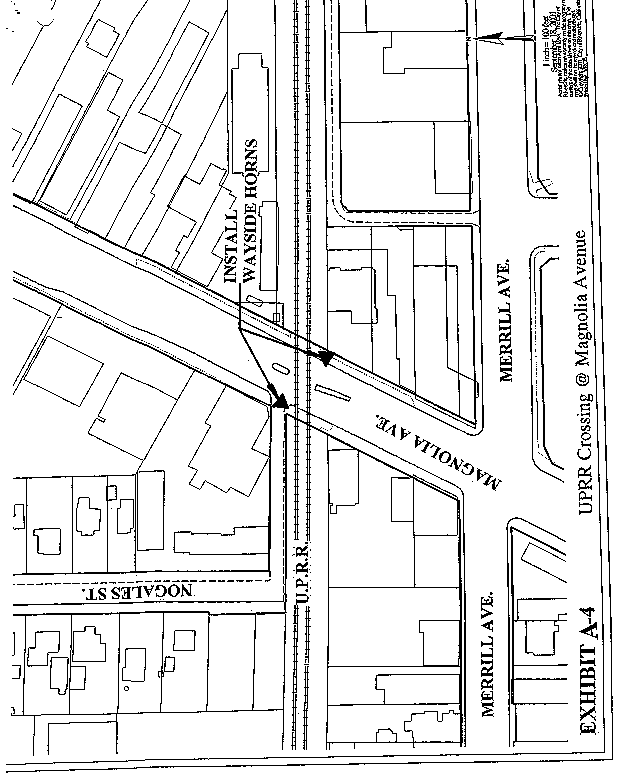 INSTALL
WAYSIDE HORNS
MERRILL AVE.
MAGNOLIA AVE.
U.P.R.R.
NOGALES ST.
MERRILL AVE.
UPRR Crossing @ Magnolia Avenue
EXHIBIT A-4